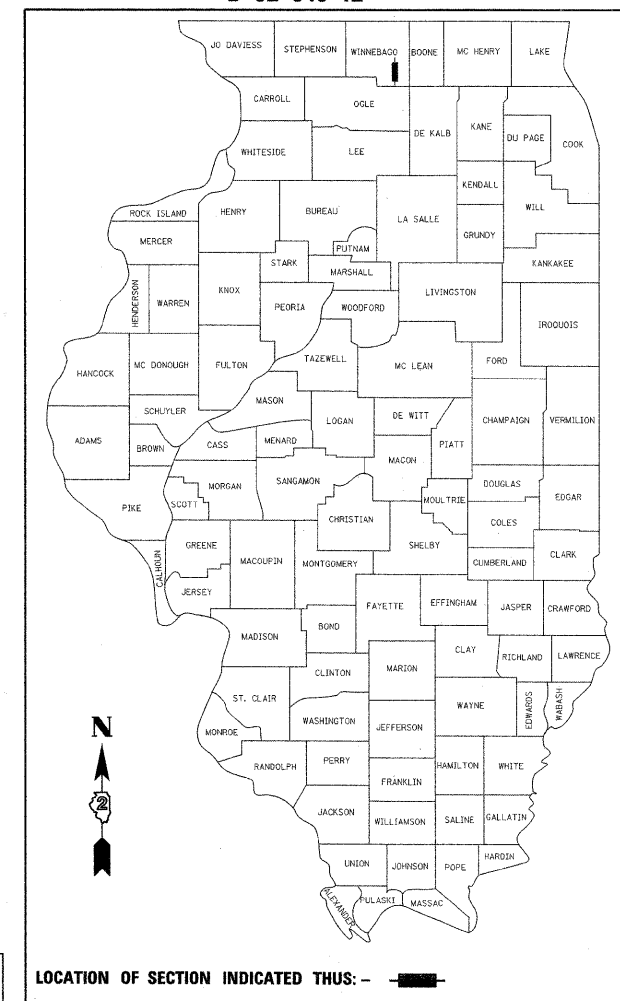 JO DAVIESS STEPHENSON WINNEBAGO BOONE MC HENRY LAKE
CARROLL OGLE
DE KALB KANE DU PAGE COOK
WHITESIDE LEE
KENDALL
WILL
ROCK ISLAND HENRY BUREAU LA SALLE
GRUNDY
MERCER PUTNAM
STARK MARSHALL KANKAKEE
KNOX
HENDERSON WARREN PEORIA WOODFORD LIVINGSTON
IROQUOIS
HANCOCK MC DONOUGH FULTON TAZEWELL MC LEAN FORD
MASON
SCHUYLER LOGAN DE WITT CHAMPAIGN VERMILION
ADAMS BROWN CASS MENARD PIATT
MACON
MORGAN SANGAMON DOUGLAS
PIKE SCOTT MOULTRIE EDGAR
CHRISTIAN COLES
GREENE SHELBY
CALHOUN MACOUPIN MONTGOMERY CUMBERLAND CLARK
JERSEY
FAYETTE EFFINGHAM JASPER CRAWFORD
BOND
MADISON
CLAY RICHLAND LAWRENCE
MARION
CLINTON
ST. CLAIR WAYNE EDWARDS WABASH
WASHINGTON
MONROE JEFFERSON
N
RANDOLPH PERRY HAMILTON WHITE
FRANKLIN
2
JACKSON WILLIAMSON SALINE GALLATIN
HARDIN
UNION JOHNSON POPE
ALEXANDER PULASKI MASSAC
LOCATION OF SECTION INDICATED THUS: -